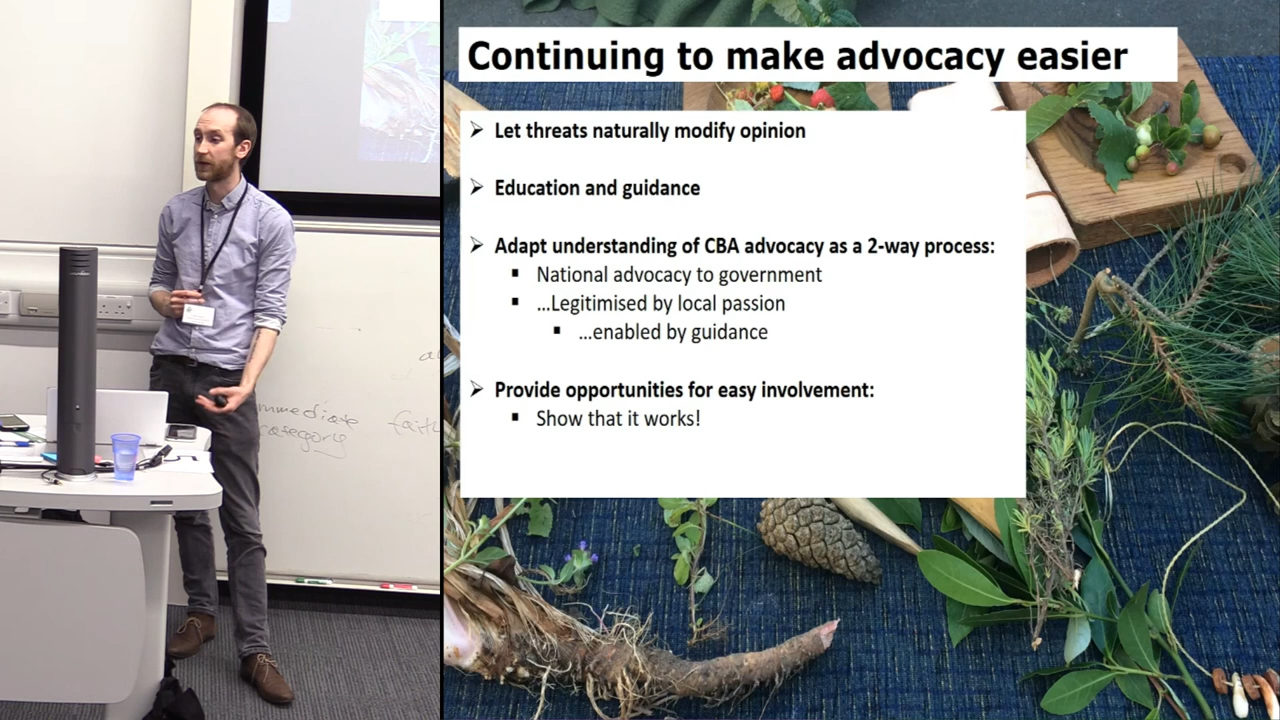 Continuing to make advocacy easier
➢ Let threats naturally modify opinion
➢ Education and guidance
➢ Adapt understanding of CBA advocacy as a 2-way process:
▪ National advocacy to government
▪ …Legitimised by local passion
▪ …enabled by guidance
➢ Provide opportunities for easy involvement:
▪ Show that it works!
category